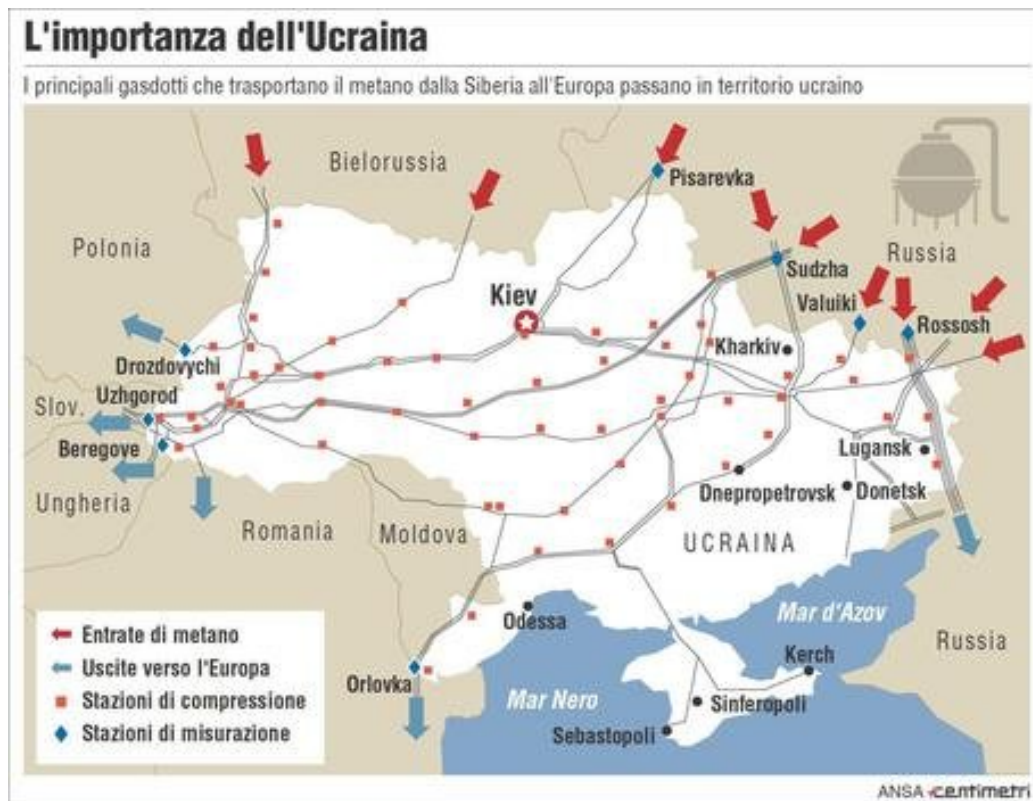 L'importanza dell'Ucraina
I principali gasdotti che trasportano il metano dalla Siberia all'Europa passano in territorio ucraino
Bielorussia
Pisarevka
Polonia
Russia
Sudzha
Kiev
Valuiki
Rossosh
Drozdovychi
Kharkiv
Uzhgorod
Slov.
Beregove
Lugansk
Ungheria
Dnepropetrovsk
Donetsk
Romania
Moldova
UCRAINA
Mar d'Azov
Odessa
Russia
Entrate di metano
Uscite verso l'Europa
Kerch
Orlovka
Stazioni di compressione
Mar Nero
Sinferopoli
Stazioni di misurazione
Sebastopoli
ANSA centimetri